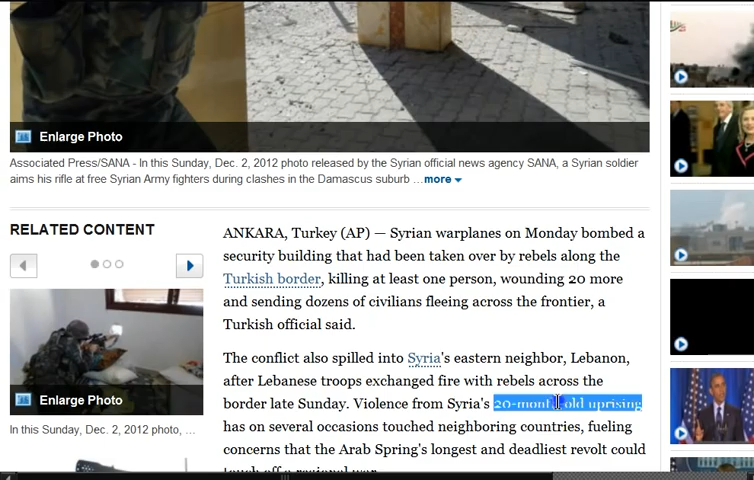 Enlarge Photo
Associated Press/SANA - In this Sunday, Dec. 2, 2012 photo released by the Syrian official news agency SANA, a Syrian soldier
aims his rifle at free Syrian Army fighters during clashes in the Damascus suburb ...more
RELATED CONTENT
Enlarge Photo
In this Sunday, Dec. 2, 2012 photo, ...
ANKARA, Turkey (AP) — Syrian warplanes on Monday bombed a
security building that had been taken over by rebels along the
Turkish border, killing at least one person, wounding 20 more
and sending dozens of civilians fleeing across the frontier, a
Turkish official said.
The conflict also spilled into Syria's eastern neighbor, Lebanon,
after Lebanese troops exchanged fire with rebels across the
border late Sunday. Violence from Syria's 20-month-old uprising
has on several occasions touched neighboring countries, fueling
concerns that the Arab Spring's longest and deadliest revolt could
touch off a regional war.